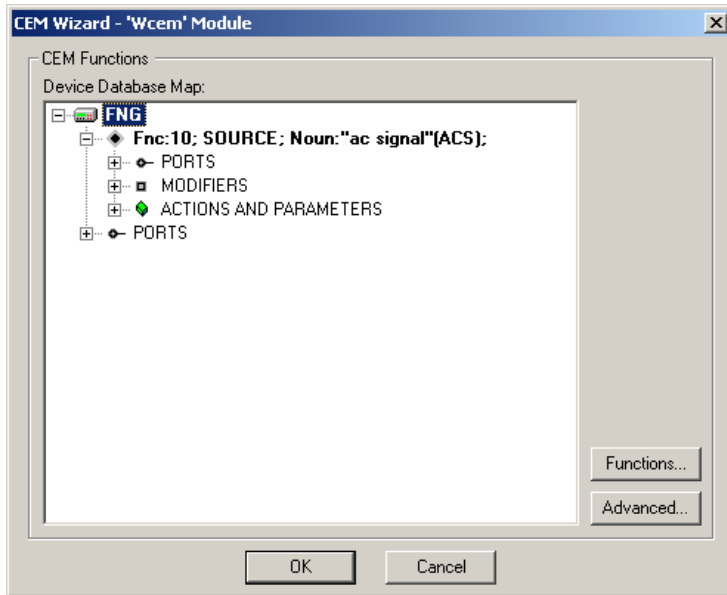 CEM Wizard - 'Wcem' Module
CEM Functions
Device Database Map:
FNG
Fnc:10; SOURCE; Noun:"ac signal"(ACS);
PORTS
MODIFIERS
ACTIONS AND PARAMETERS
PORTS
Functions...
Advanced...
OK
Cancel